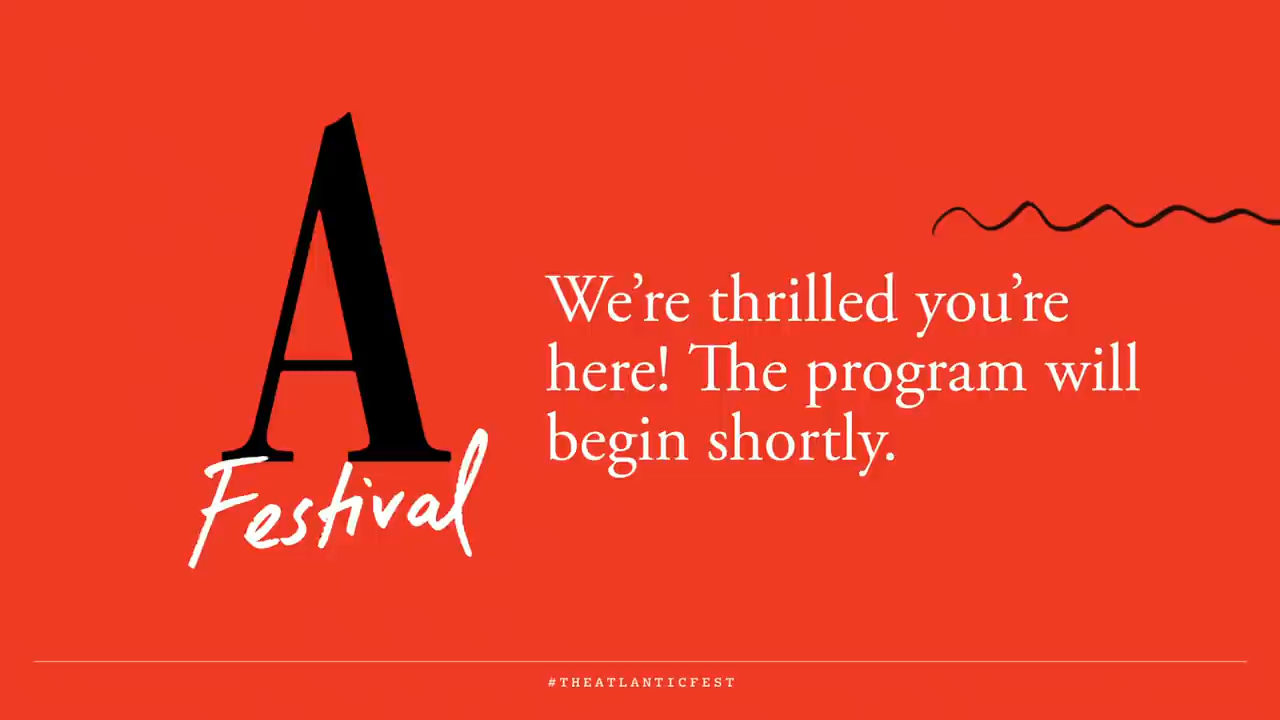 A
Festival
We’re thrilled you’re
here! The program will
begin shortly.
#THEATLANTICFEST